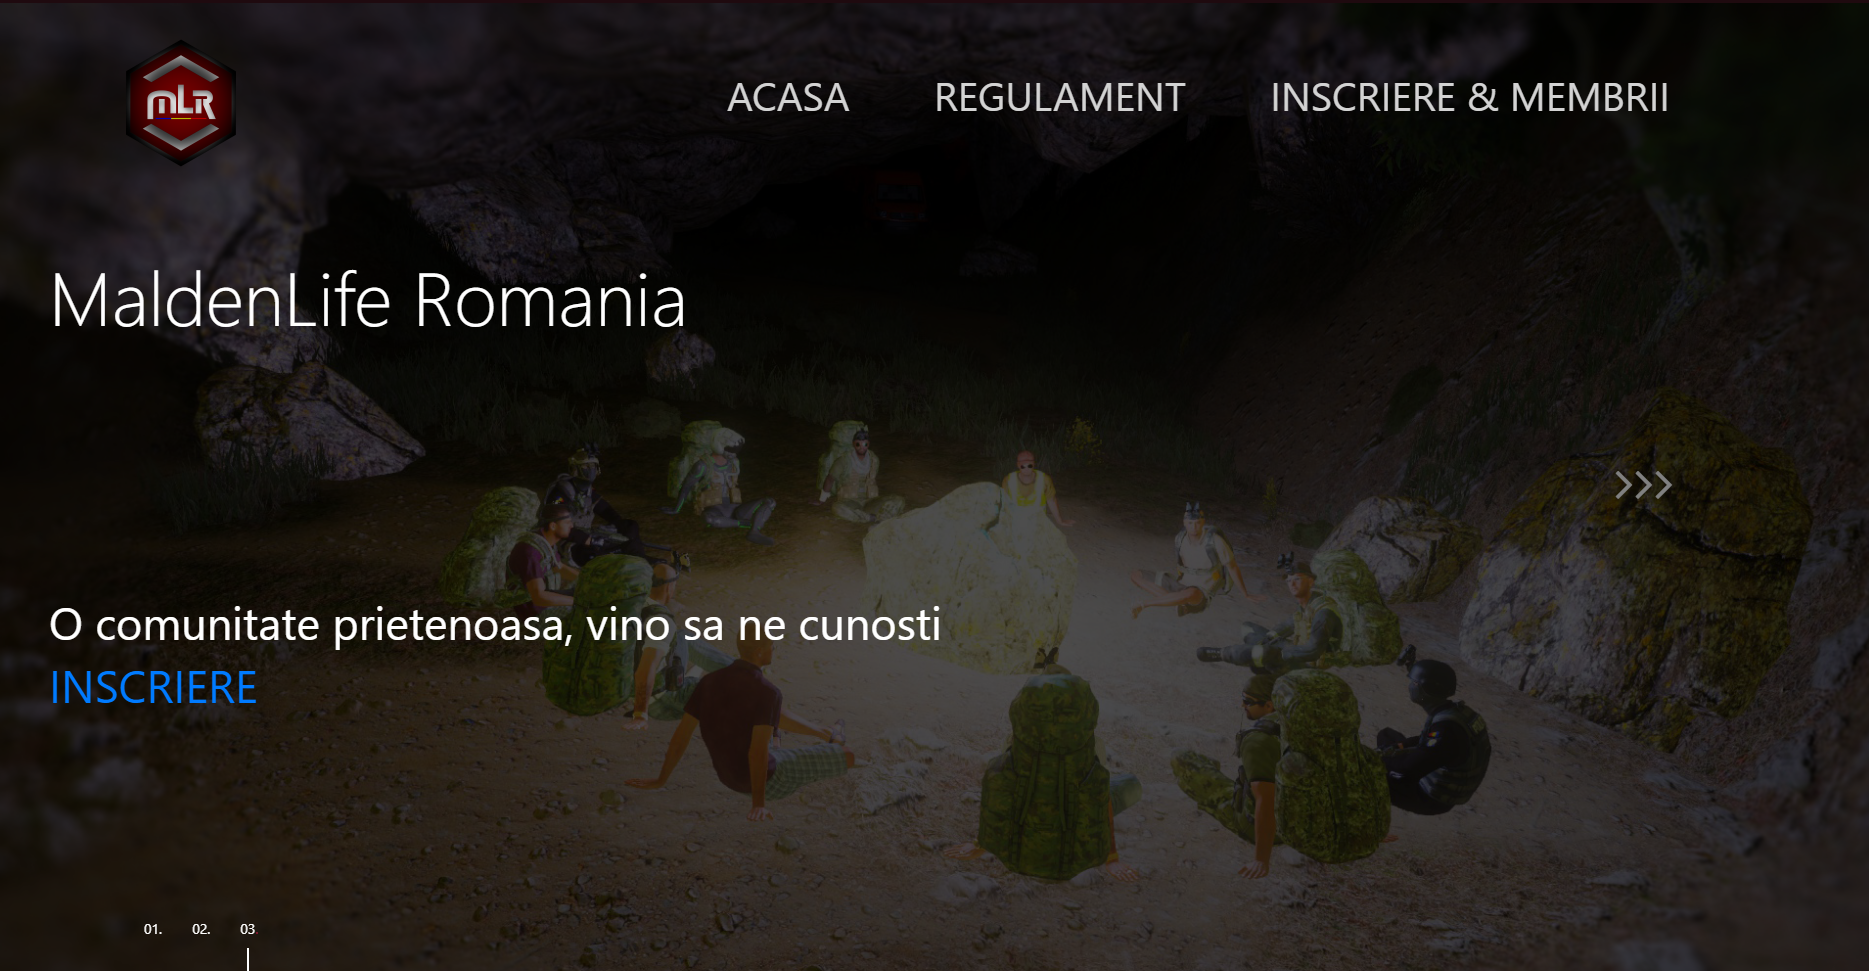 mLR
ACASA
REGULAMENT
INSCRIERE & MEMBRII
MaldenLife Romania
O comunitate prietenoasa, vino sa ne cunosti
INSCRIERE
01.
02.
03